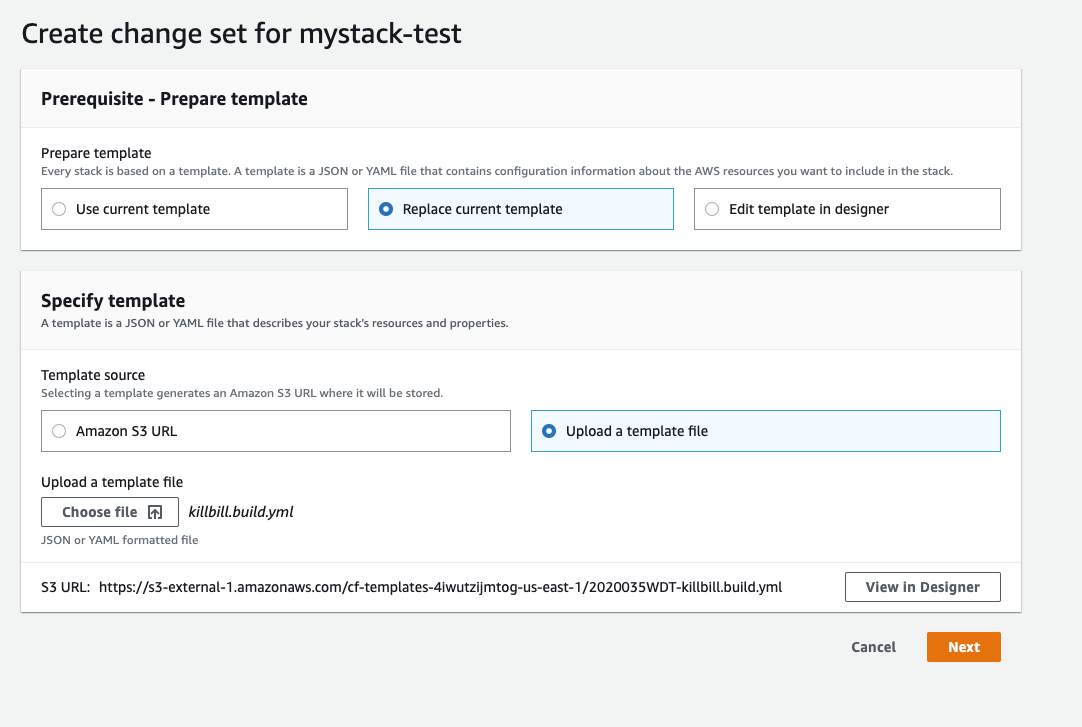 Create change set for mystack-test
Prerequisite - Prepare template
Prepare template
Every stack is based on a template. A template is a JSON or YAML file that contains configuration information about the AWS resources you want to include in the stack.
Use current template
Replace current template
Edit template in designer
Specify template
A template is a JSON or YAML file that describes your stack's resources and properties.
Template source
Selecting a template generates an Amazon S3 URL where it will be stored.
Amazon S3 URL
Upload a template file
Upload a template file
Choose file
killbill.build.yml
JSON or YAML formatted file
S3 URL: https://s3-external-1.amazonaws.com/cf-templates-4iwutzijmtog-us-east-1/2020035WDT-killbill.build.yml
View in Designer
Cancel
Next